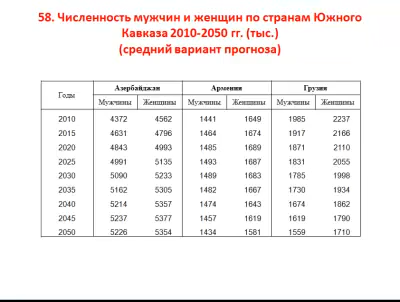 58. Численность мужчин и женщин по странам Южного
Кавказа 2010-2050 гг. (тыс.)
(средний вариант прогноза)
Годы Азербайджан Армения Грузия
Мужчины Женщины Мужчины Женщины Мужчины Женщины
2010 4372 4562 1441 1649 1985 2237
2015 4631 4796 1464 1674 1917 2166
2020 4843 4993 1485 1689 1871 2110
2025 4991 5135 1493 1687 1831 2055
2030 5090 5233 1489 1683 1785 1998
2035 5162 5305 1482 1667 1730 1934
2040 5214 5357 1474 1643 1674 1862
2045 5237 5377 1457 1619 1619 1790
2050 5226 5354 1434 1581 1559 1710